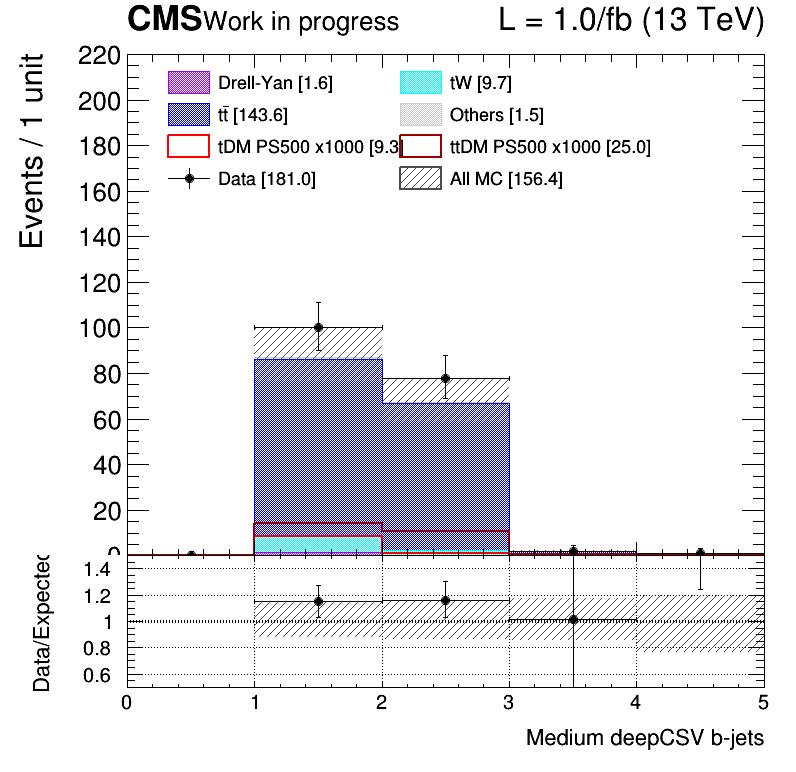 CMS Work in progress L = 1.0/fb (13 TeV)
Events / 1 unit
220
200
180
160
140
120
100
80
60
40
20
0
Drell-Yan [1.6] tW [9.7]
tt̄ [143.6] Others [1.5]
tDM PS500 x1000 [9.3 ttDM PS500 x1000 [25.0]
Data [181.0] All MC [156.4]
Data/Expected
1.4
1.2
1
0.8
0.6
0 1 2 3 4 5
Medium deepCSV b-jets